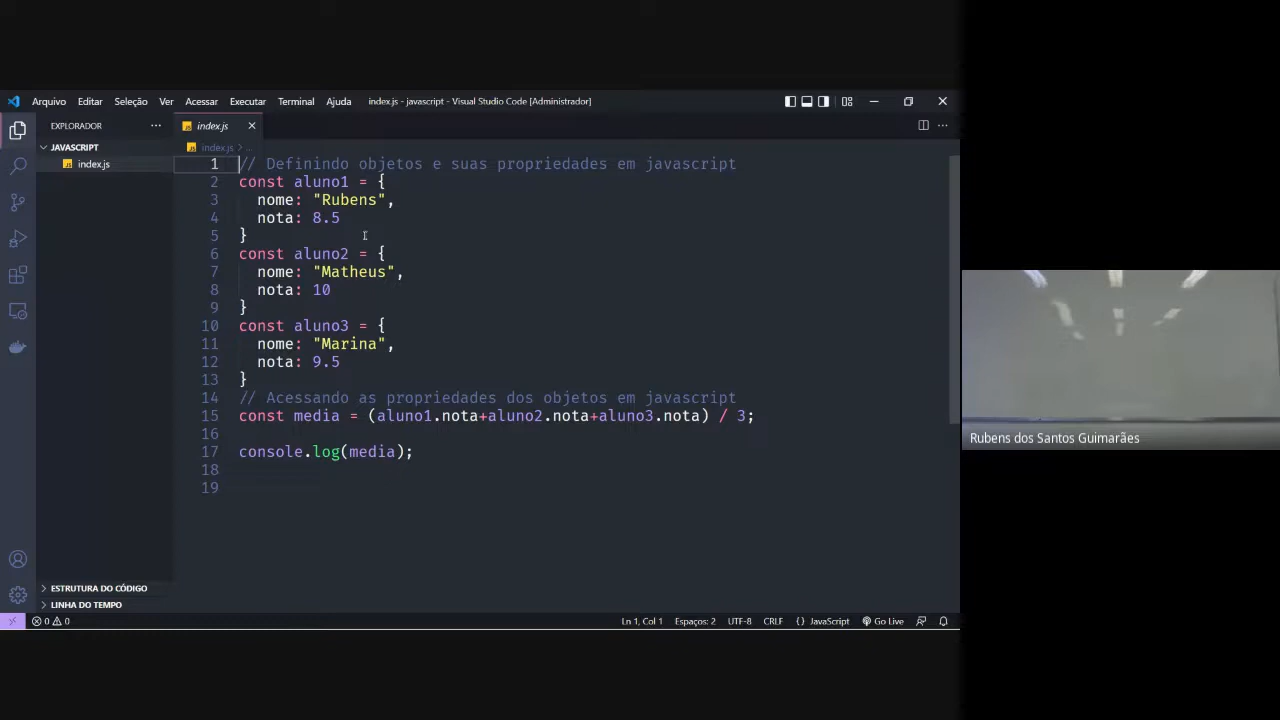 Arquivo Editar Seleção Ver Acessar Executar Terminal Ajuda index.js - javascript - Visual Studio Code [Administrador]
EXPLORADOR ··· JS index.js
JAVASCRIPT JS index.js > ...
JS index.js
1 // Definindo objetos e suas propriedades em javascript
2 const aluno1 = {
3 nome: "Rubens",
4 nota: 8.5
5 }
6 const aluno2 = {
7 nome: "Matheus",
8 nota: 10
9 }
10 const aluno3 = {
11 nome: "Marina",
12 nota: 9.5
13 }
14 // Acessando as propriedades dos objetos em javascript
15 const media = (aluno1.nota+aluno2.nota+aluno3.nota) / 3;
16
17 console.log(media);
18
19
ESTRUTURA DO CÓDIGO
LINHA DO TEMPO
0 0 Ln 1, Col 1 Espaços: 2 UTF-8 CRLF {} JavaScript Go Live
Rubens dos Santos Guimarães